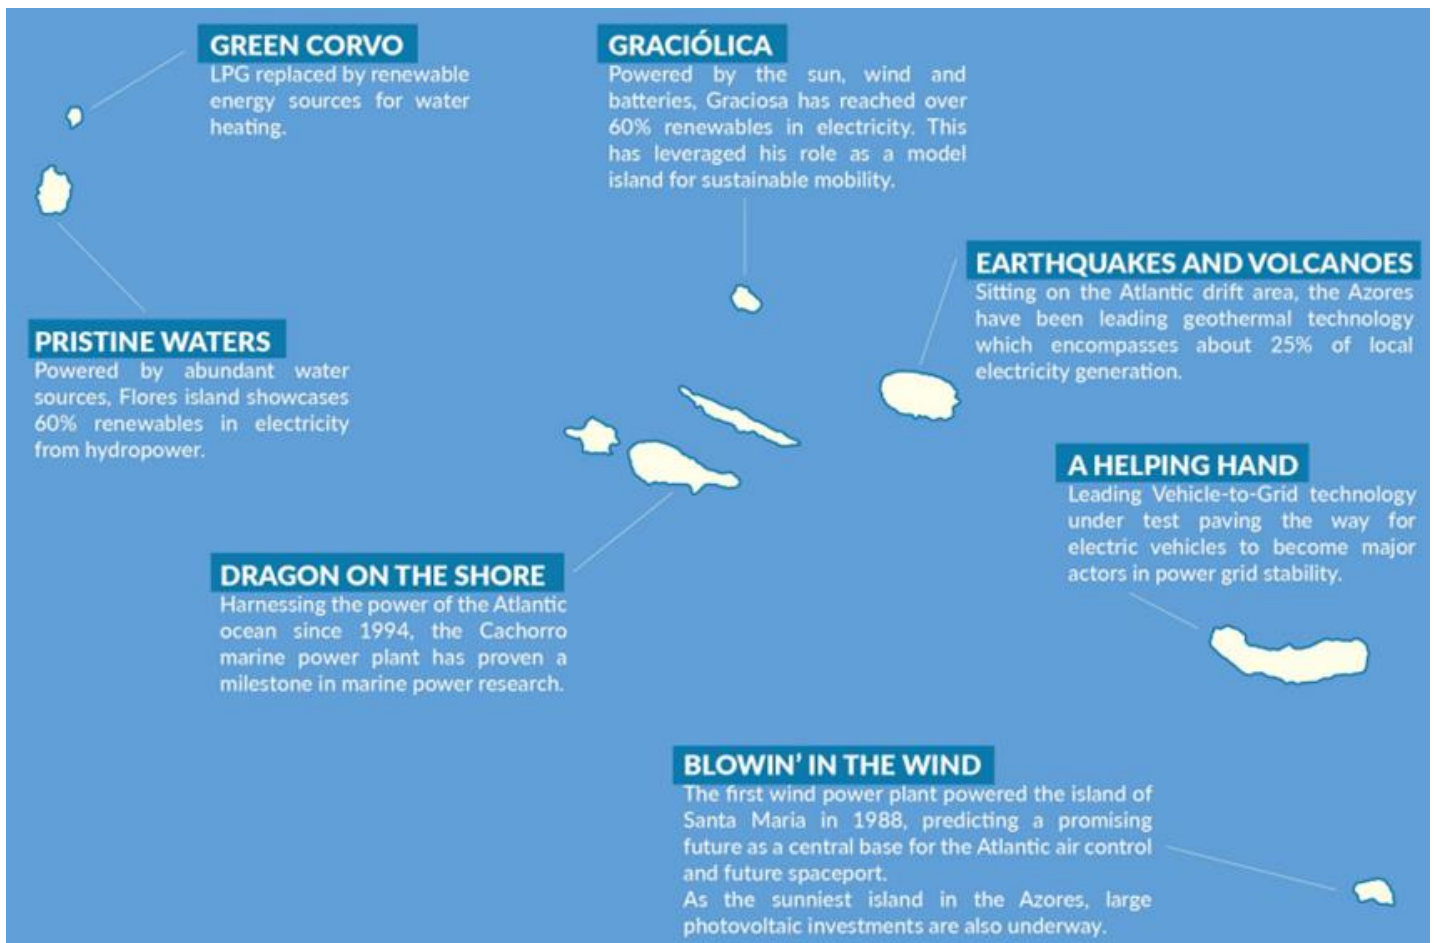 GREEN CORVO
LPG replaced by renewable
energy sources for water
heating.
GRACIÓLICA
Powered by the sun, wind and
batteries, Graciosa has reached over
60% renewables in electricity. This
has leveraged his role as a model
island for sustainable mobility.
EARTHQUAKES AND VOLCANOES
Sitting on the Atlantic drift area, the Azores
have been leading geothermal technology
which encompasses about 25% of local
electricity generation.
PRISTINE WATERS
Powered by abundant water
sources, Flores island showcases
60% renewables in electricity
from hydropower.
A HELPING HAND
Leading Vehicle-to-Grid technology
under test paving the way for
electric vehicles to become major
actors in power grid stability.
DRAGON ON THE SHORE
Harnessing the power of the Atlantic
ocean since 1994, the Cachorro
marine power plant has proven a
milestone in marine power research.
BLOWIN' IN THE WIND
The first wind power plant powered the island of
Santa Maria in 1988, predicting a promising
future as a central base for the Atlantic air control
and future spaceport.
As the sunniest island in the Azores, large
photovoltaic investments are also underway.